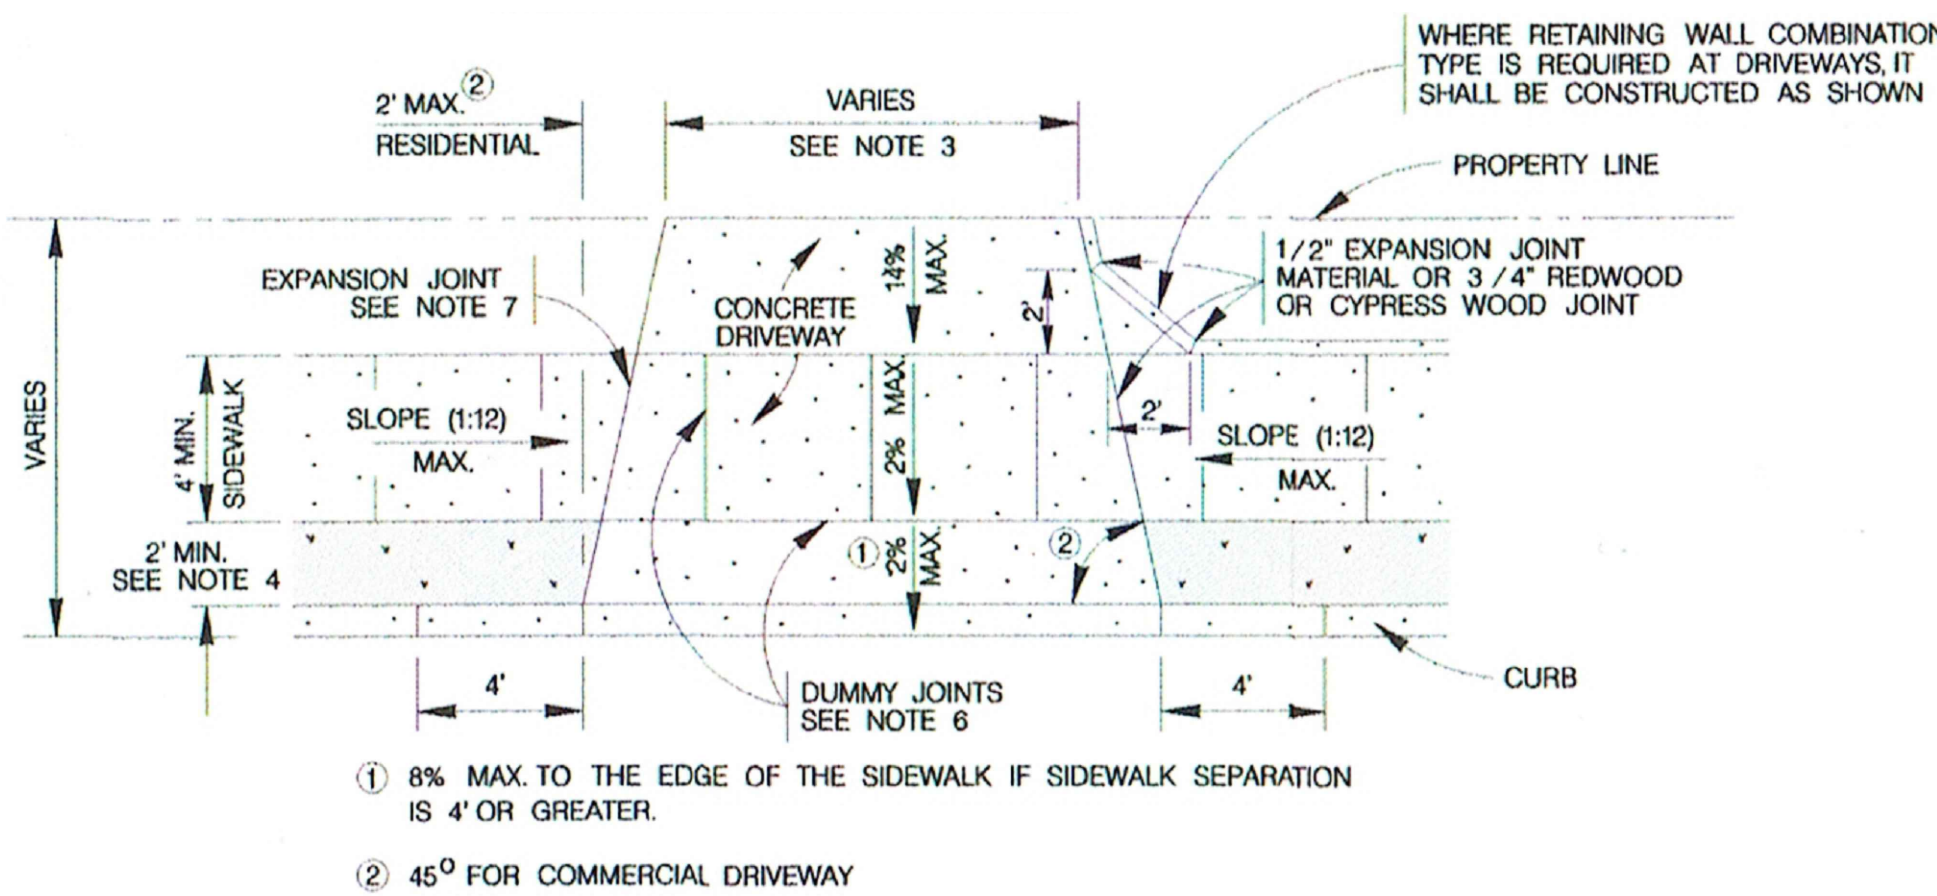 WHERE RETAINING WALL COMBINATION
TYPE IS REQUIRED AT DRIVEWAYS, IT
SHALL BE CONSTRUCTED AS SHOWN
2' MAX. ②
RESIDENTIAL
VARIES
SEE NOTE 3
PROPERTY LINE
EXPANSION JOINT
SEE NOTE 7
CONCRETE
DRIVEWAY
14%
MAX.
2'
1/2" EXPANSION JOINT
MATERIAL OR 3/4" REDWOOD
OR CYPRESS WOOD JOINT
VARIES
4' MIN.
SIDEWALK
SLOPE (1:12)
MAX.
2% MAX.
2'
SLOPE (1:12)
MAX.
2' MIN.
SEE NOTE 4
① 2%
MAX.
②
4'
DUMMY JOINTS
SEE NOTE 6
4'
CURB
① 8% MAX. TO THE EDGE OF THE SIDEWALK IF SIDEWALK SEPARATION
IS 4' OR GREATER.
② 45° FOR COMMERCIAL DRIVEWAY